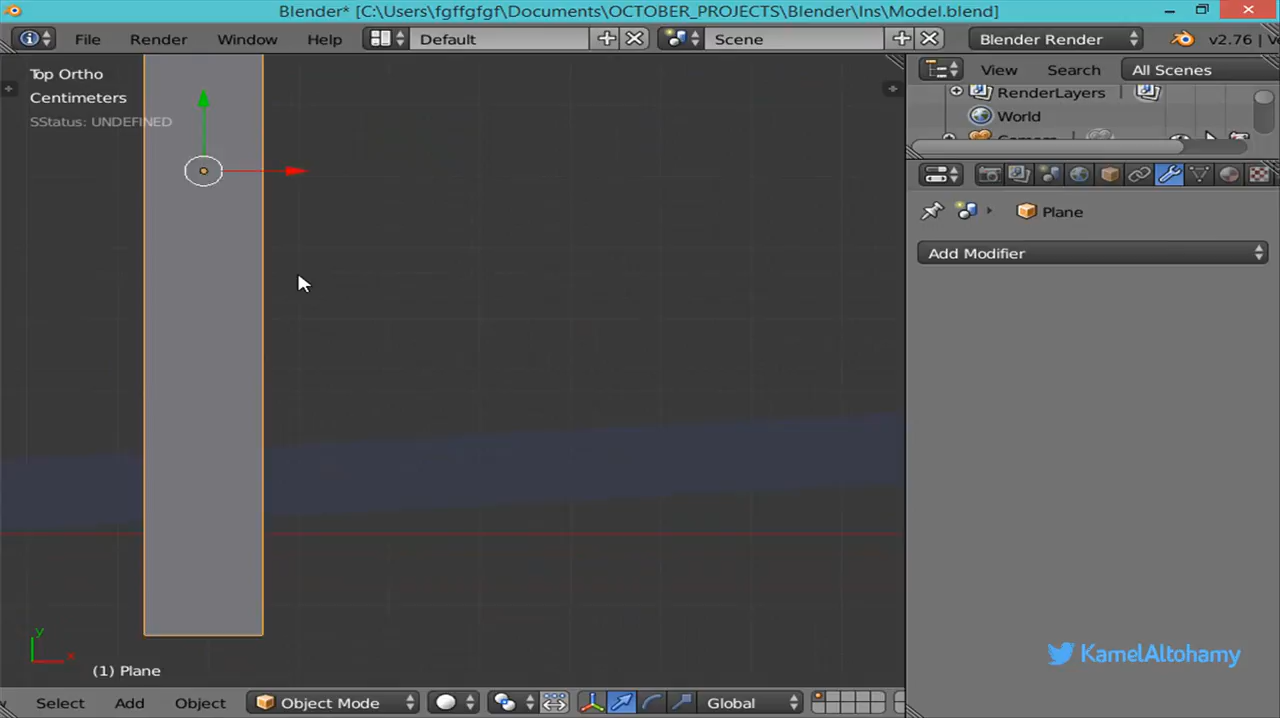 Blender* [C:\Users\fgffgfgf\Documents\OCTOBER_PROJECTS\Blender\Ins\Model.blend]
File Render Window Help Default Scene Blender Render v2.76 |
Top Ortho
Centimeters
SStatus: UNDEFINED
View Search All Scenes
RenderLayers
World
Plane
Add Modifier
y
x
(1) Plane
KamelAltohamy
Select Add Object Object Mode Global